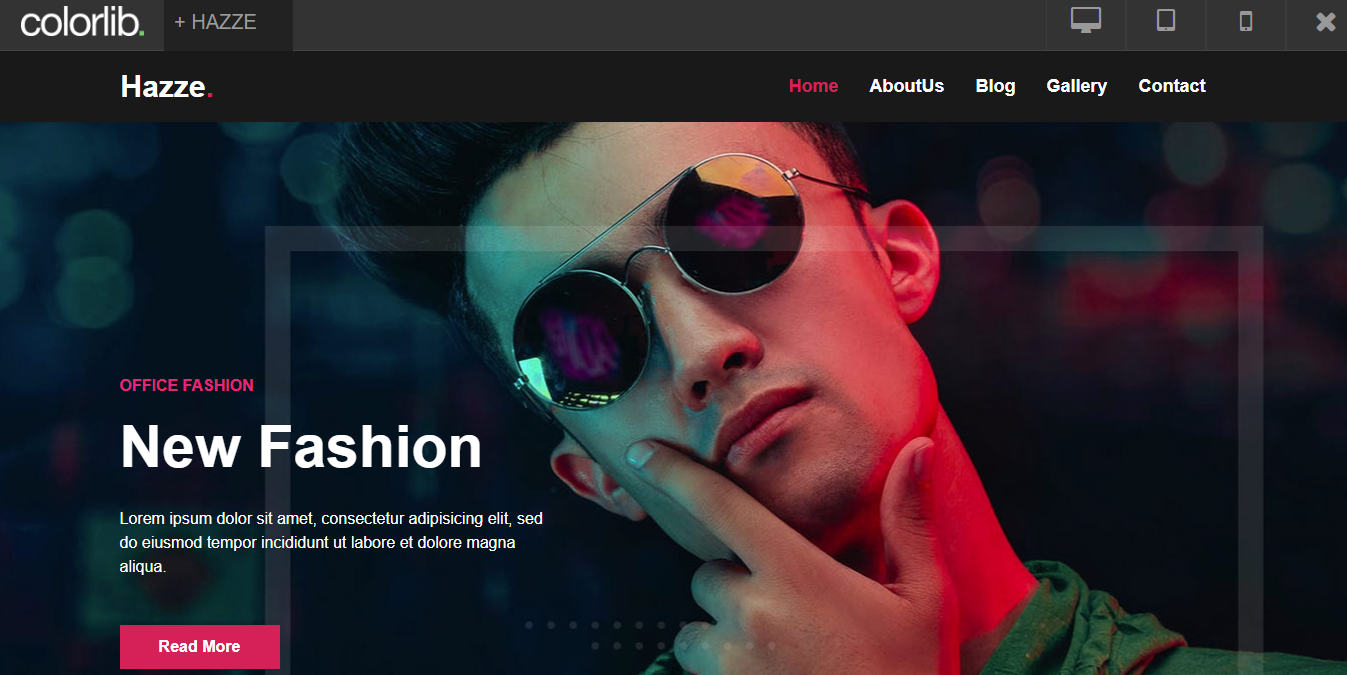 colorlib.
+ HAZZE
Hazze.
Home
AboutUs
Blog
Gallery
Contact
OFFICE FASHION
New Fashion
Lorem ipsum dolor sit amet, consectetur adipisicing elit, sed
do eiusmod tempor incididunt ut labore et dolore magna
aliqua.
Read More